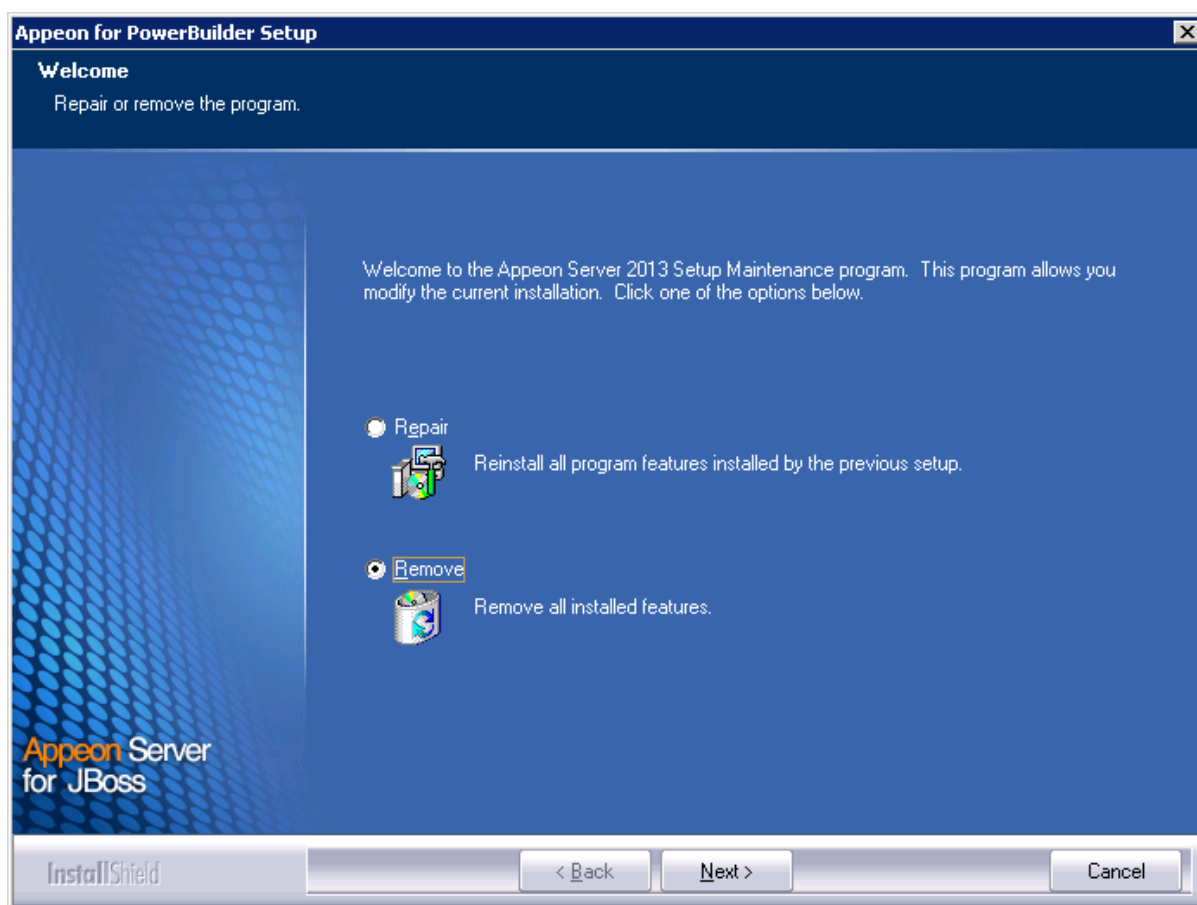 Appeon for PowerBuilder Setup
Welcome
Repair or remove the program.
Welcome to the Appeon Server 2013 Setup Maintenance program.  This program allows you
modify the current installation.  Click one of the options below.
Repair
Reinstall all program features installed by the previous setup.
Remove
Remove all installed features.
Appeon Server
for JBoss
InstallShield
< Back
Next >
Cancel